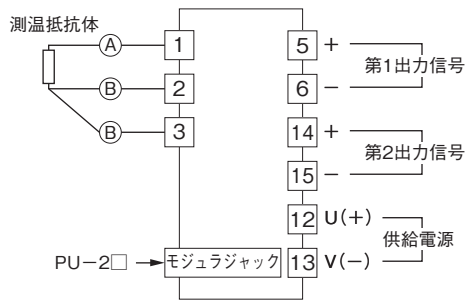 測温抵抗体
A 1 5 +
第1出力信号
B 2 6 −
B 3 14 +
第2出力信号
15 −
12 U(+)
供給電源
PU−2□ モジュラジャック 13 V(−)